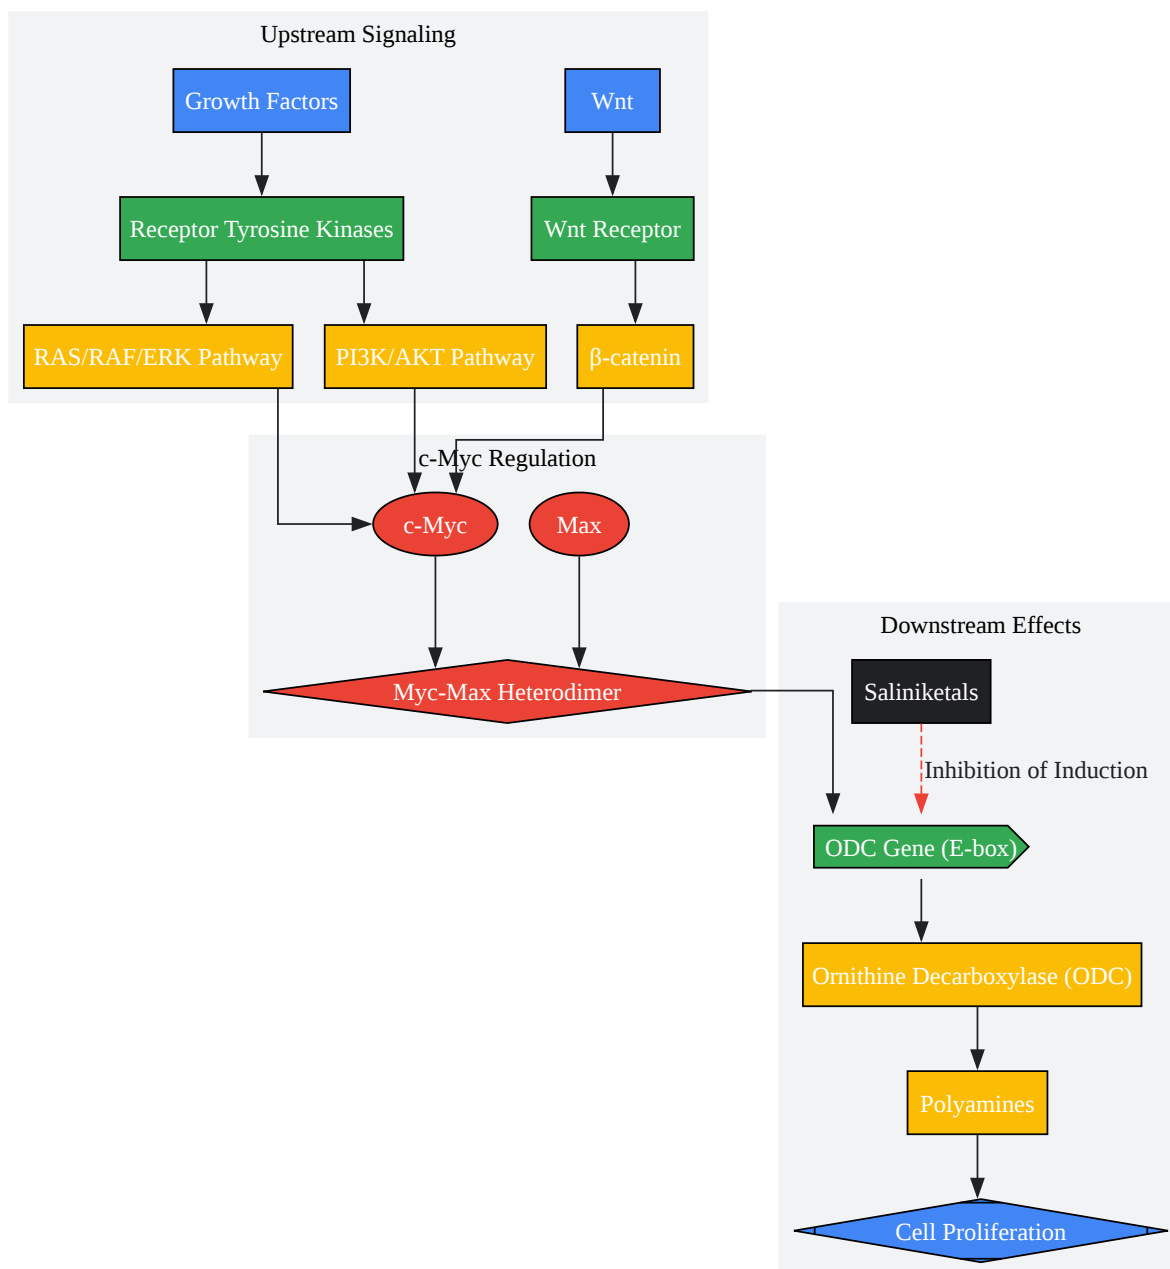 Upstream Signaling
Growth Factors
Wnt
Receptor Tyrosine Kinases
Wnt Receptor
RAS/RAF/ERK Pathway
PI3K/AKT Pathway
β-catenin
c-Myc Regulation
c-Myc
Max
Myc-Max Heterodimer
Downstream Effects
Saliniketals
Inhibition of Induction
ODC Gene (E-box)
Ornithine Decarboxylase (ODC)
Polyamines
Cell Proliferation